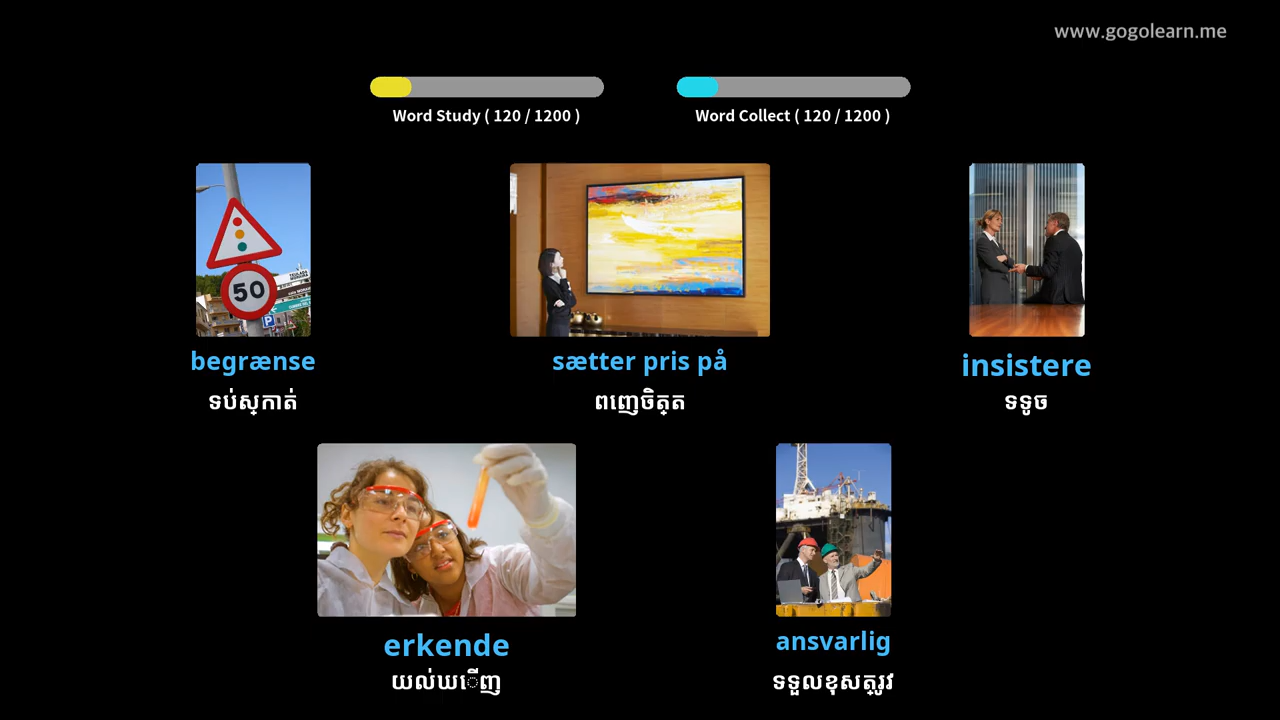 www.gogolearn.me
Word Study ( 120 / 1200 )
Word Collect ( 120 / 1200 )
50
P
begrænse
ទប់ស្កាត់
sætter pris på
ពញេចិត្ត
insistere
ទទូច
erkende
យល់ឃេីញ
ansvarlig
ទទួលខុសត្រូវ